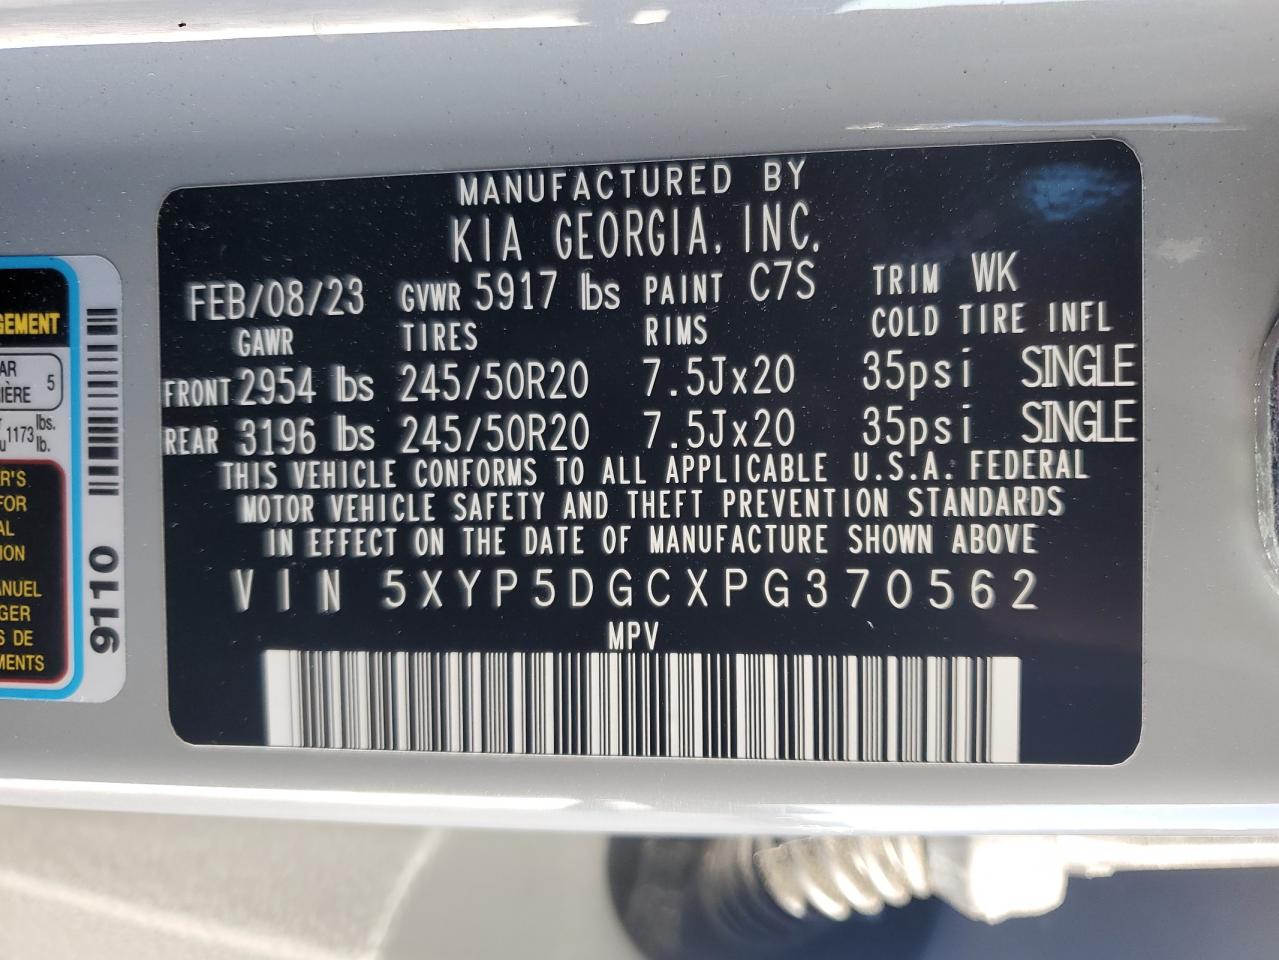 MANUFACTURED BY
KIA GEORGIA, INC.
FEB/08/23 GVWR 5917 lbs PAINT C7S TRIM WK
GAWR TIRES RIMS COLD TIRE INFL
FRONT 2954 lbs 245/50R20 7.5Jx20 35psi SINGLE
REAR 3196 lbs 245/50R20 7.5Jx20 35psi SINGLE
THIS VEHICLE CONFORMS TO ALL APPLICABLE U.S.A. FEDERAL
MOTOR VEHICLE SAFETY AND THEFT PREVENTION STANDARDS
IN EFFECT ON THE DATE OF MANUFACTURE SHOWN ABOVE
VIN 5XYP5DGCXPG370562
MPV
GEMENT
AR 5
IÈRE
1173 lbs.
lb.
R'S
FOR
AL
ION
ANUEL
GER
S DE
MENTS
9110